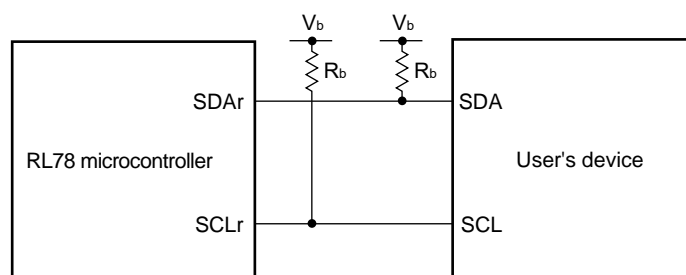 Vb Vb
Rb Rb
SDAr SDA
RL78 microcontroller User's device
SCLr SCL